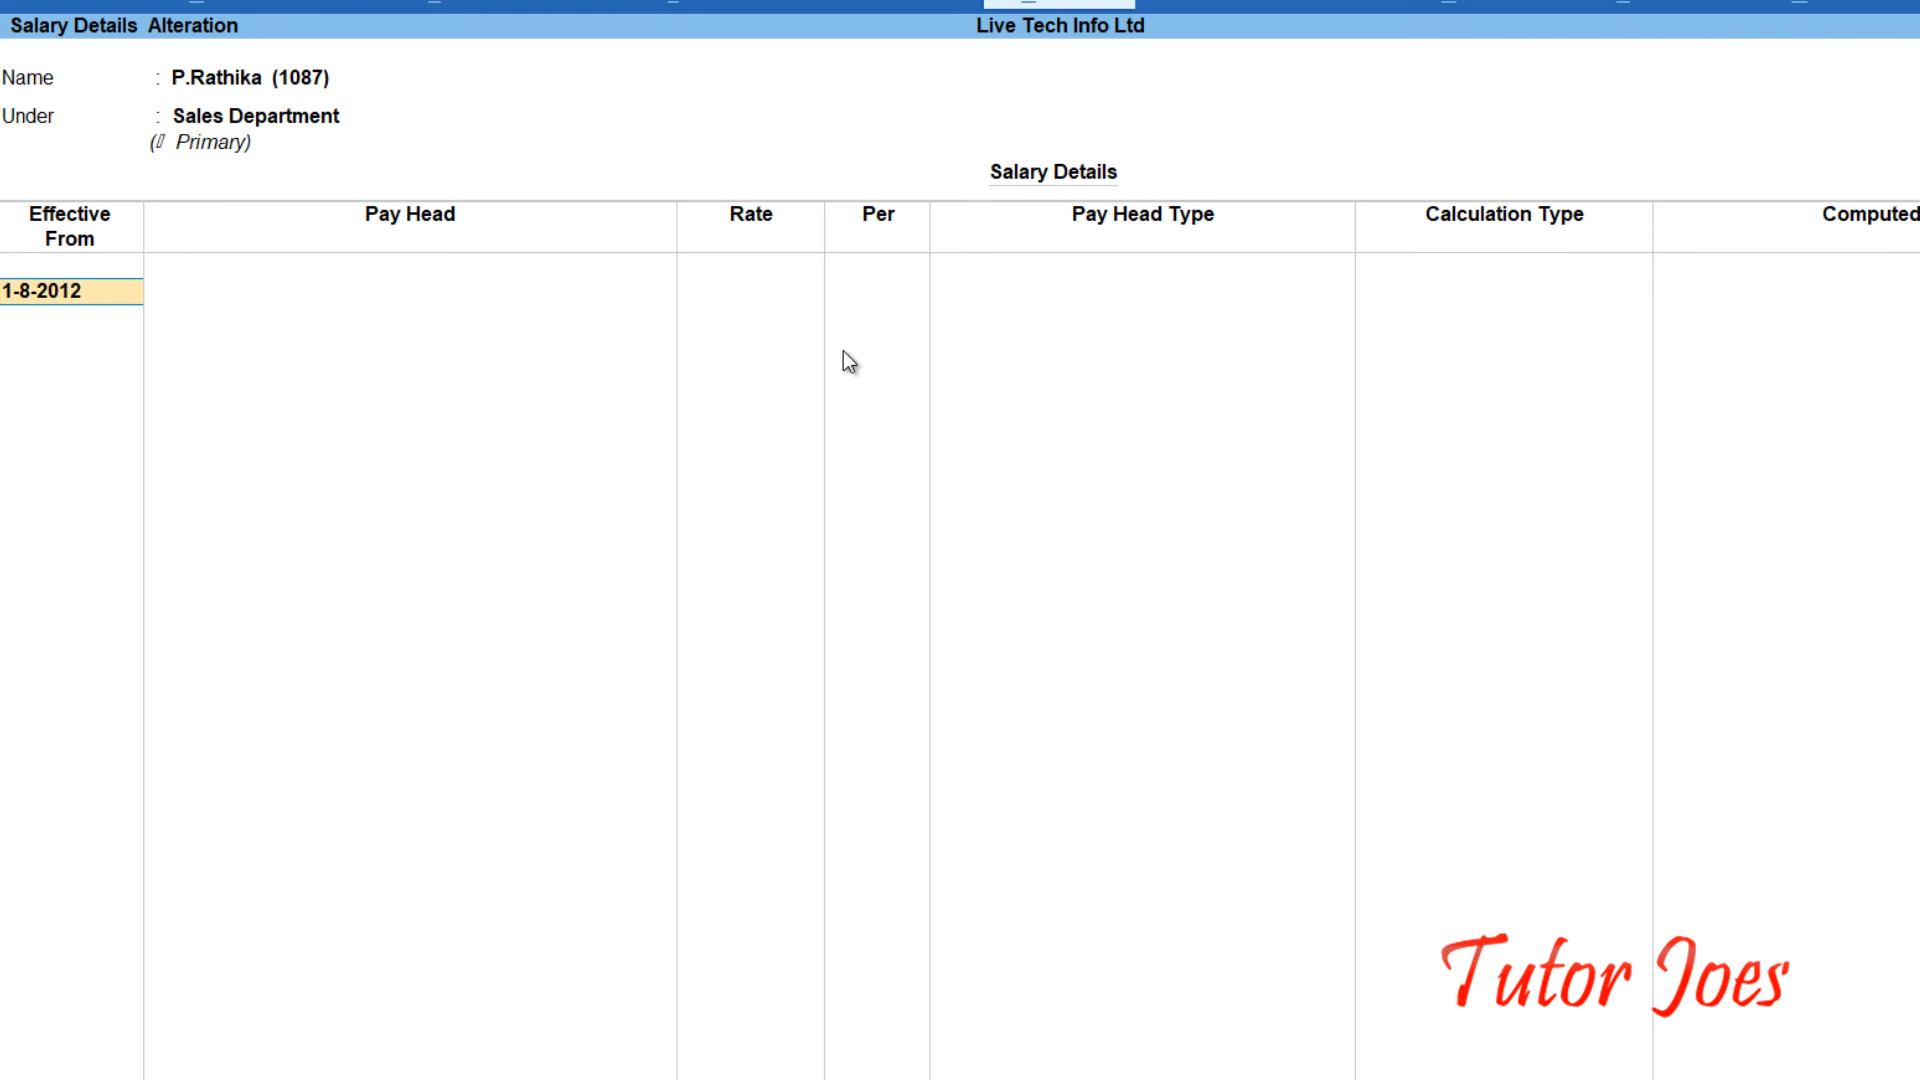 Salary Details Alteration
Live Tech Info Ltd
Name : P.Rathika (1087)
Under : Sales Department
( Primary)
Salary Details
Effective From
Pay Head
Rate
Per
Pay Head Type
Calculation Type
Computed
1-8-2012
Tutor Joes